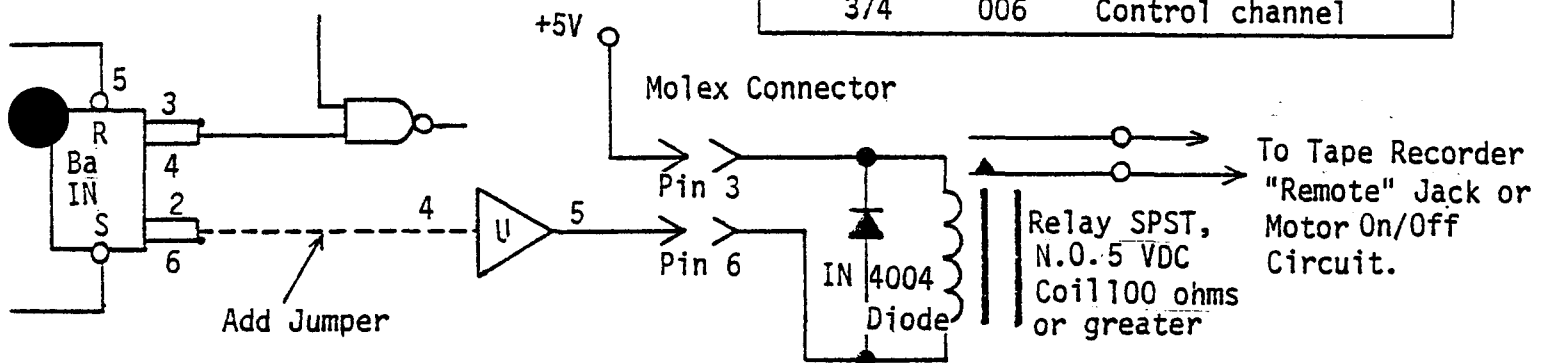 3/4 006 Control channel
+5V
Molex Connector
5
3
R
Ba
4
IN
2
S
6
Add Jumper
4
U
5
Pin 3
Pin 6
IN 4004
Diode
Relay SPST,
N.O. 5 VDC
Coil 100 ohms
or greater
To Tape Recorder
"Remote" Jack or
Motor On/Off
Circuit.